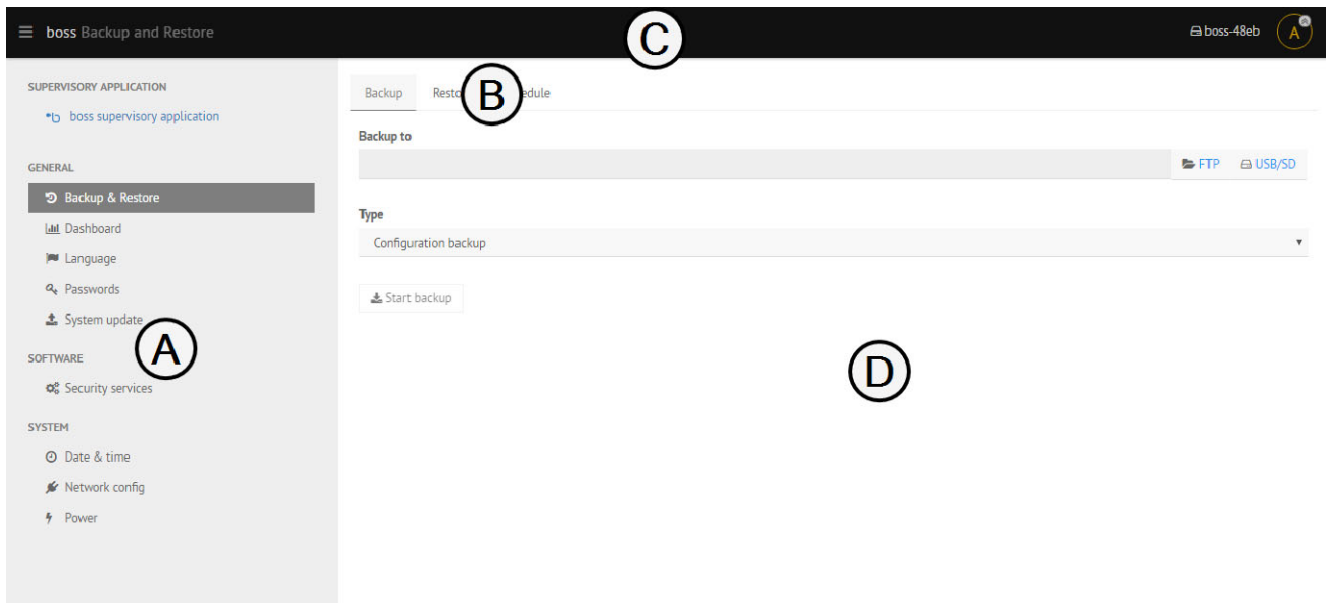 boss Backup and Restore
C
boss-48eb
A
SUPERVISORY APPLICATION
boss supervisory application
Backup
B
Backup to
FTP
USB/SD
GENERAL
Backup & Restore
Dashboard
Language
Passwords
System update
Type
Configuration backup
Start backup
A
D
SOFTWARE
Security services
SYSTEM
Date & time
Network config
Power